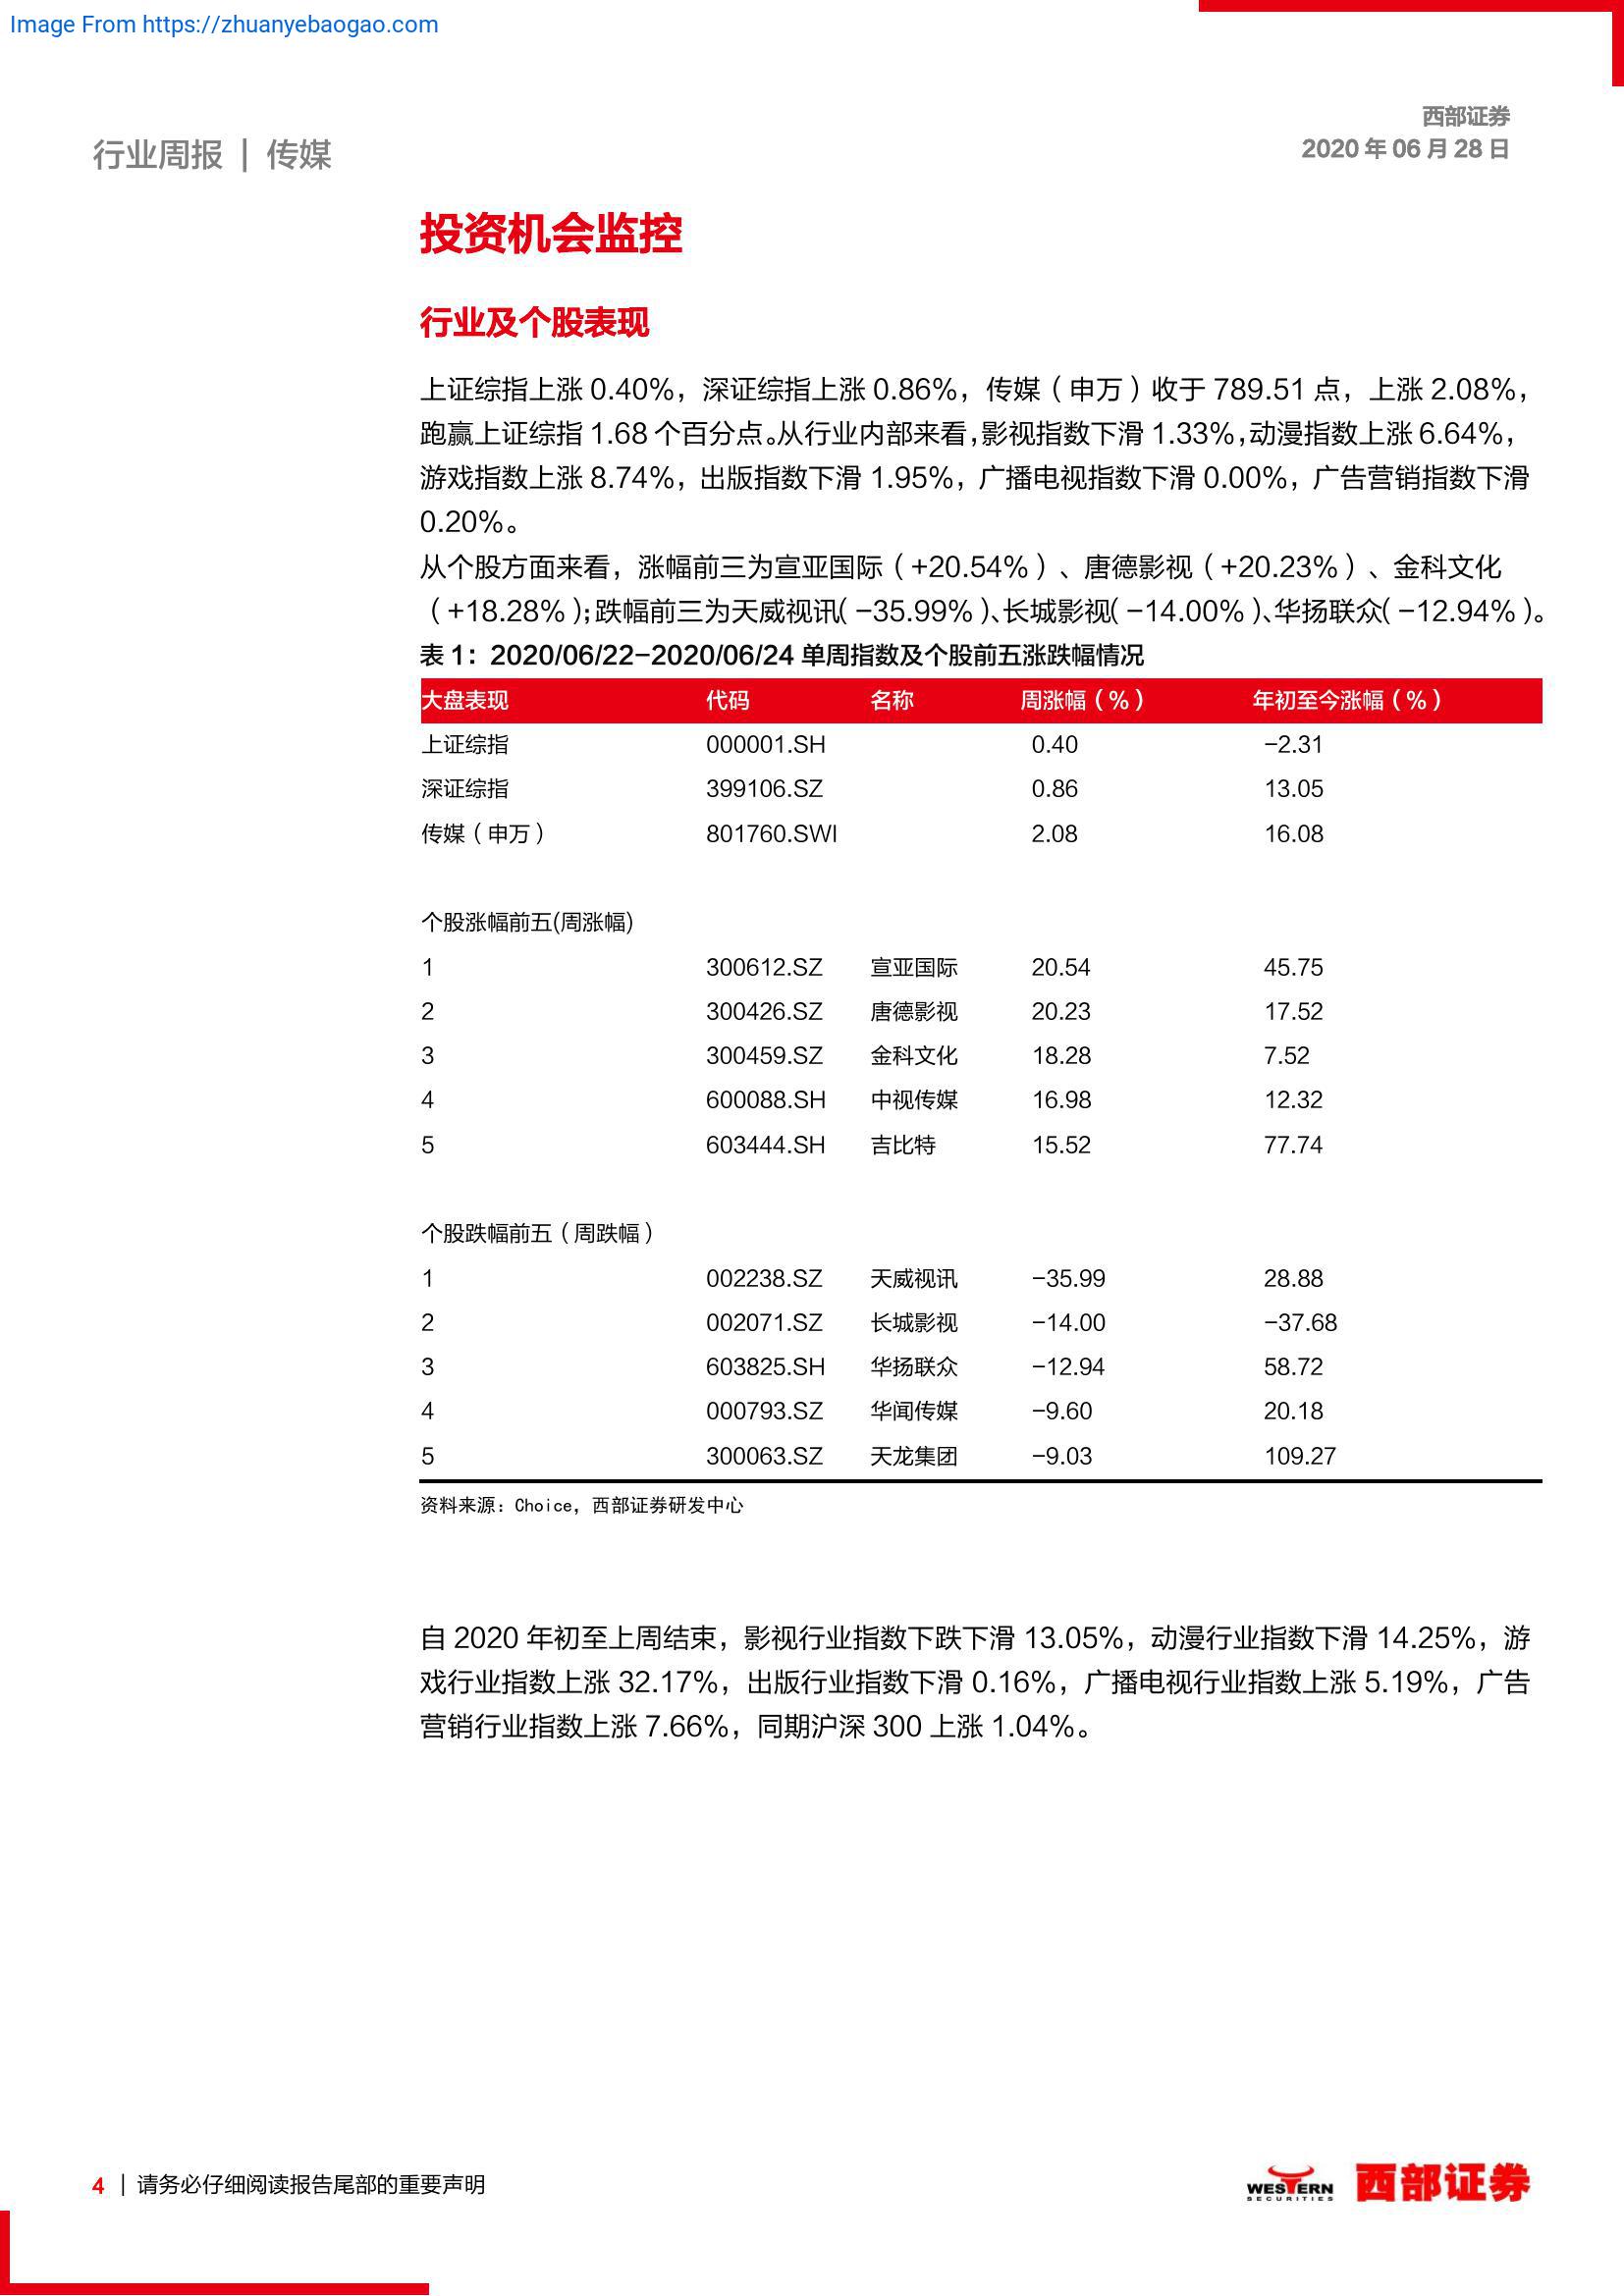 Image From https://zhuanyebaogao.com
西部证券
行业周报 | 传媒
2020 年 06 月 28 日
投资机会监控
行业及个股表现
上证综指上涨 0.40%，深证综指上涨 0.86%，传媒（申万）收于 789.51 点，上涨 2.08%，
跑赢上证综指 1.68 个百分点。从行业内部来看，影视指数下滑 1.33%，动漫指数上涨 6.64%，
游戏指数上涨 8.74%，出版指数下滑 1.95%，广播电视指数下滑 0.00%，广告营销指数下滑
0.20%。
从个股方面来看，涨幅前三为宣亚国际（+20.54%）、唐德影视（+20.23%）、金科文化
（+18.28%）；跌幅前三为天威视讯（-35.99%）、长城影视（-14.00%）、华扬联众（-12.94%）。
表 1：2020/06/22-2020/06/24 单周指数及个股前五涨跌幅情况
大盘表现 代码 名称 周涨幅（%） 年初至今涨幅（%）
上证综指 000001.SH 0.40 -2.31
深证综指 399106.SZ 0.86 13.05
传媒（申万） 801760.SWI 2.08 16.08
个股涨幅前五(周涨幅)
1 300612.SZ 宣亚国际 20.54 45.75
2 300426.SZ 唐德影视 20.23 17.52
3 300459.SZ 金科文化 18.28 7.52
4 600088.SH 中视传媒 16.98 12.32
5 603444.SH 吉比特 15.52 77.74
个股跌幅前五（周跌幅）
1 002238.SZ 天威视讯 -35.99 28.88
2 002071.SZ 长城影视 -14.00 -37.68
3 603825.SH 华扬联众 -12.94 58.72
4 000793.SZ 华闻传媒 -9.60 20.18
5 300063.SZ 天龙集团 -9.03 109.27
资料来源：Choice，西部证券研发中心
自 2020 年初至上周结束，影视行业指数下跌下滑 13.05%，动漫行业指数下滑 14.25%，游
戏行业指数上涨 32.17%，出版行业指数下滑 0.16%，广播电视行业指数上涨 5.19%，广告
营销行业指数上涨 7.66%，同期沪深 300 上涨 1.04%。
4 | 请务必仔细阅读报告尾部的重要声明
WESTERN
SECURITIES
西部证券